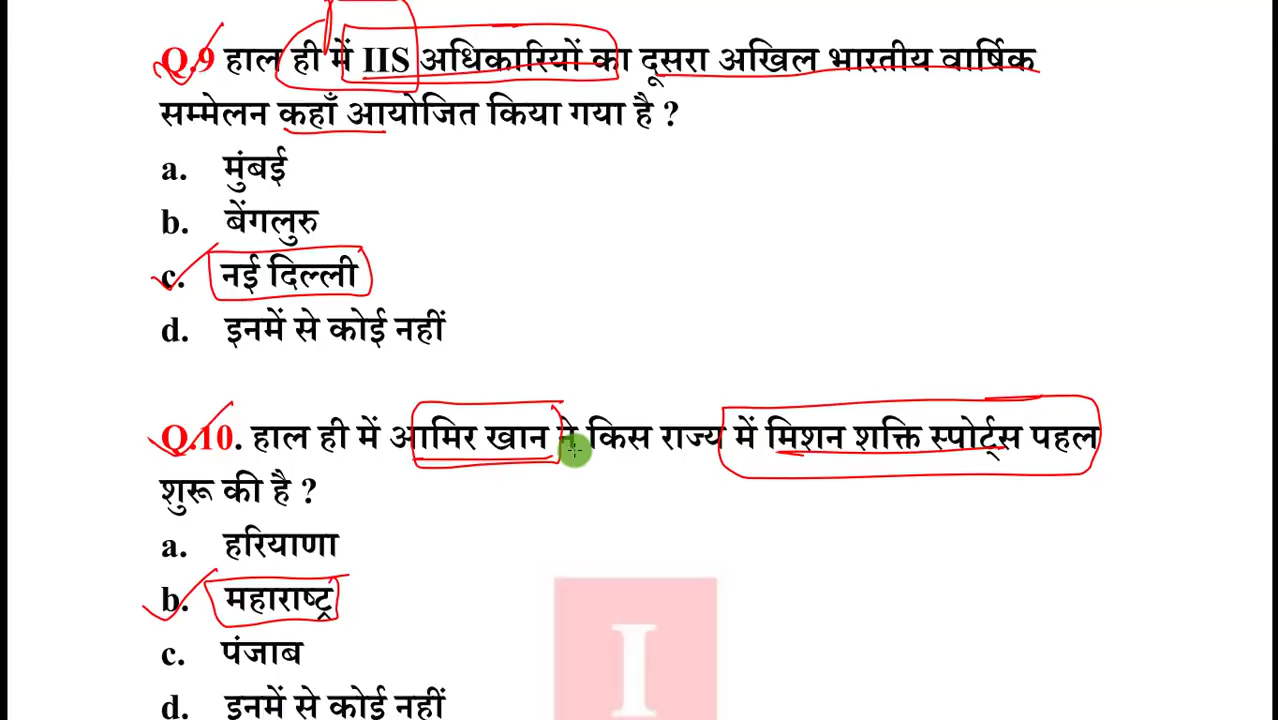 Q.9 हाल ही में IIS अधिकारियों का दूसरा अखिल भारतीय वार्षिक
सम्मेलन कहाँ आयोजित किया गया है ?
a. मुंबई
b. बेंगलुरु
c. नई दिल्ली
d. इनमें से कोई नहीं
Q.10. हाल ही में आमिर खान ने किस राज्य में मिशन शक्ति स्पोर्ट्स पहल
शुरू की है ?
a. हरियाणा
b. महाराष्ट्र
c. पंजाब
d. इनमें से कोई नहीं
I